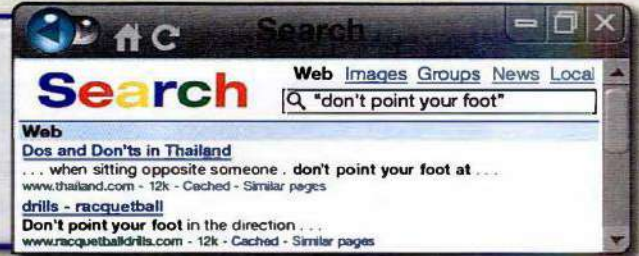 Search
Web Images Groups News Local
Search
"don't point your foot"
Web
Dos and Don'ts in Thailand
. . . when sitting opposite someone . don't point your foot at . . .
www.thailand.com - 12k - Cached - Similar pages
drills - racquetball
Don't point your foot in the direction . . .
www.racquetballdrills.com - 12k - Cached - Similar pages